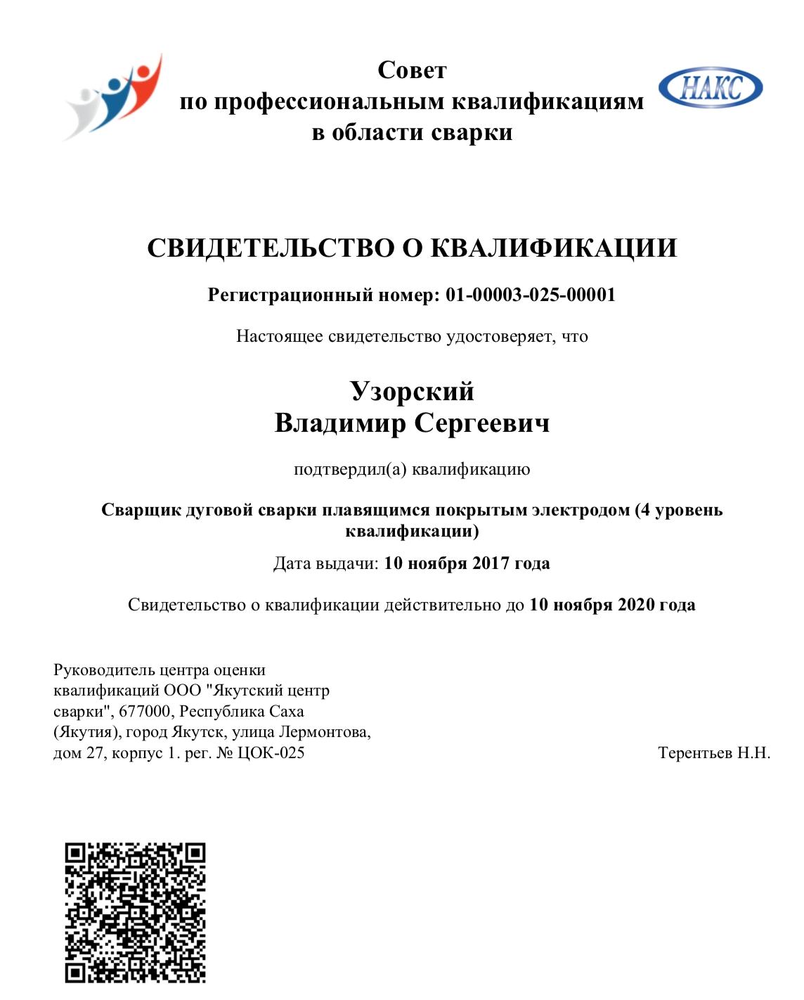 Совет
по профессиональным квалификациям
в области сварки
НАКС
СВИДЕТЕЛЬСТВО О КВАЛИФИКАЦИИ
Регистрационный номер: 01-00003-025-00001
Настоящее свидетельство удостоверяет, что
Узорский
Владимир Сергеевич
подтвердил(а) квалификацию
Сварщик дуговой сварки плавящимся покрытым электродом (4 уровень
квалификации)
Дата выдачи: 10 ноября 2017 года
Свидетельство о квалификации действительно до 10 ноября 2020 года
Руководитель центра оценки
квалификаций ООО "Якутский центр
сварки", 677000, Республика Саха
(Якутия), город Якутск, улица Лермонтова,
дом 27, корпус 1. рег. № ЦОК-025
Терентьев Н.Н.